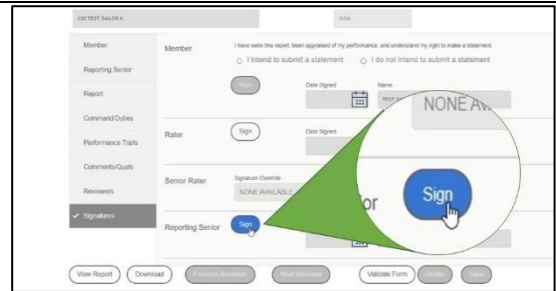 Member
Reporting Senior
Report
Command/Duties
Performance Traits
Comments/Quals
Reviewers
✓ Signatures
Member
I have seen this report, been appraised of my performance, and understand my right to make a statement.
I intend to submit a statement
I do not intend to submit a statement
Sign
Date Signed
Name
Rater
Sign
Date Signed
Senior Rater
Signature Override
NONE AVAILABLE
Reporting Senior
Sign
NONE AV
or
Sign
View Report
Download
Previous Reviewer
Next Reviewer
Validate Form
Delete
Save